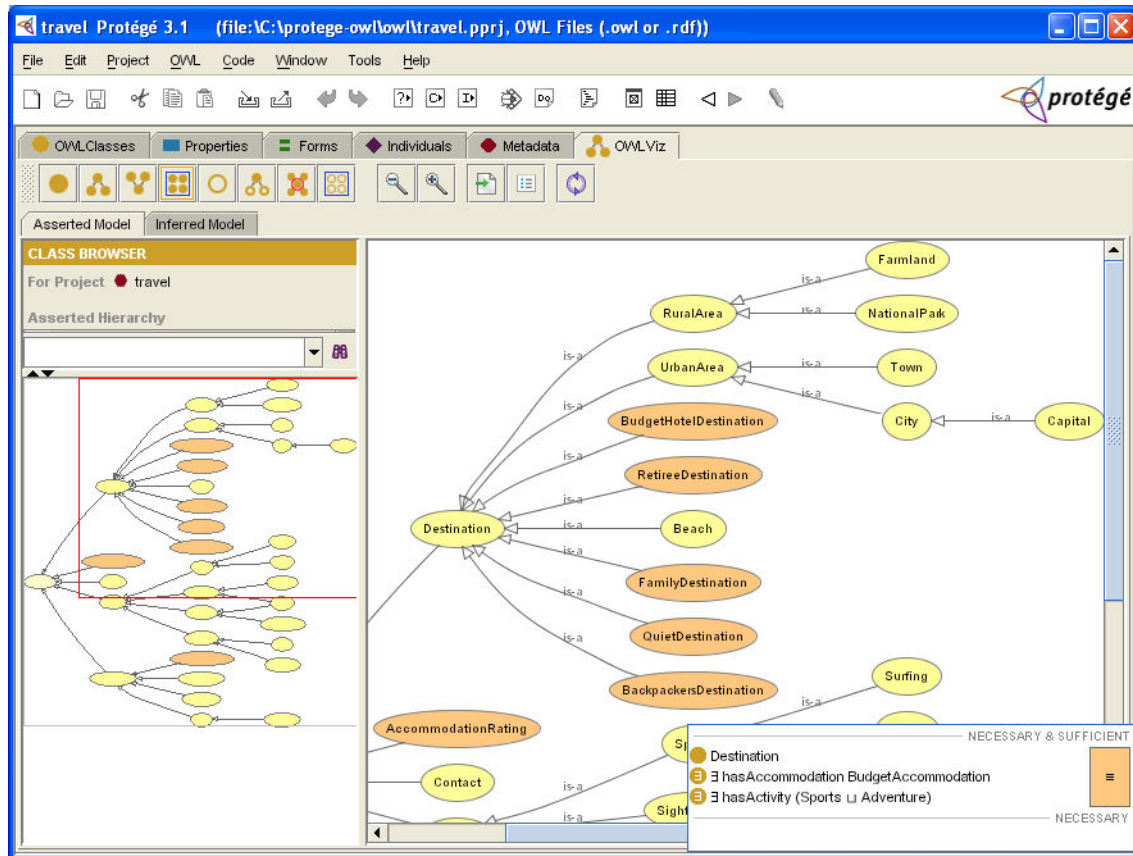 travel Protégé 3.1 (file:\C:\protege-owl\owl\travel.pprj, OWL Files (.owl or .rdf))
File Edit Project OWL Code Window Tools Help
protégé
OWLClasses Properties Forms Individuals Metadata OWLViz
Asserted Model Inferred Model
CLASS BROWSER
For Project travel
Asserted Hierarchy
Farmland
is-a
RuralArea
is-a
NationalPark
is-a
UrbanArea
is-a
Town
is-a
is-a
BudgetHotelDestination
City
is-a
Capital
is-a
RetireeDestination
is-a
Destination
is-a
Beach
is-a
FamilyDestination
is-a
QuietDestination
is-a
BackpackersDestination
Surfing
is-a
AccommodationRating
Sp
is-a
Contact
Sight
is-a
is-a
NECESSARY & SUFFICIENT
Destination
∃ hasAccommodation BudgetAccommodation
≡
∃ hasActivity (Sports ⊔ Adventure)
NECESSARY